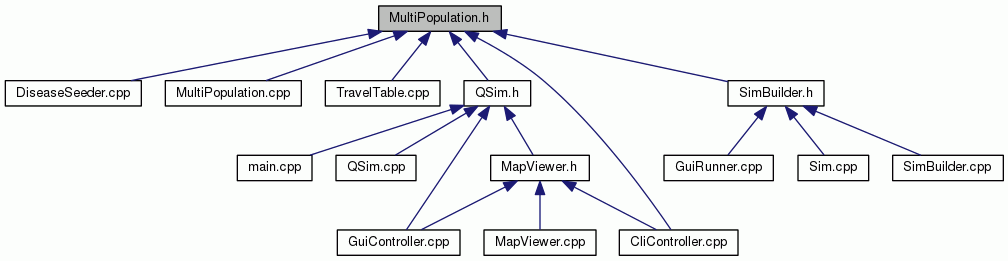 MultiPopulation.h
DiseaseSeeder.cpp
MultiPopulation.cpp
TravelTable.cpp
QSim.h
SimBuilder.h
main.cpp
QSim.cpp
MapViewer.h
GuiRunner.cpp
Sim.cpp
SimBuilder.cpp
GuiController.cpp
MapViewer.cpp
CliController.cpp